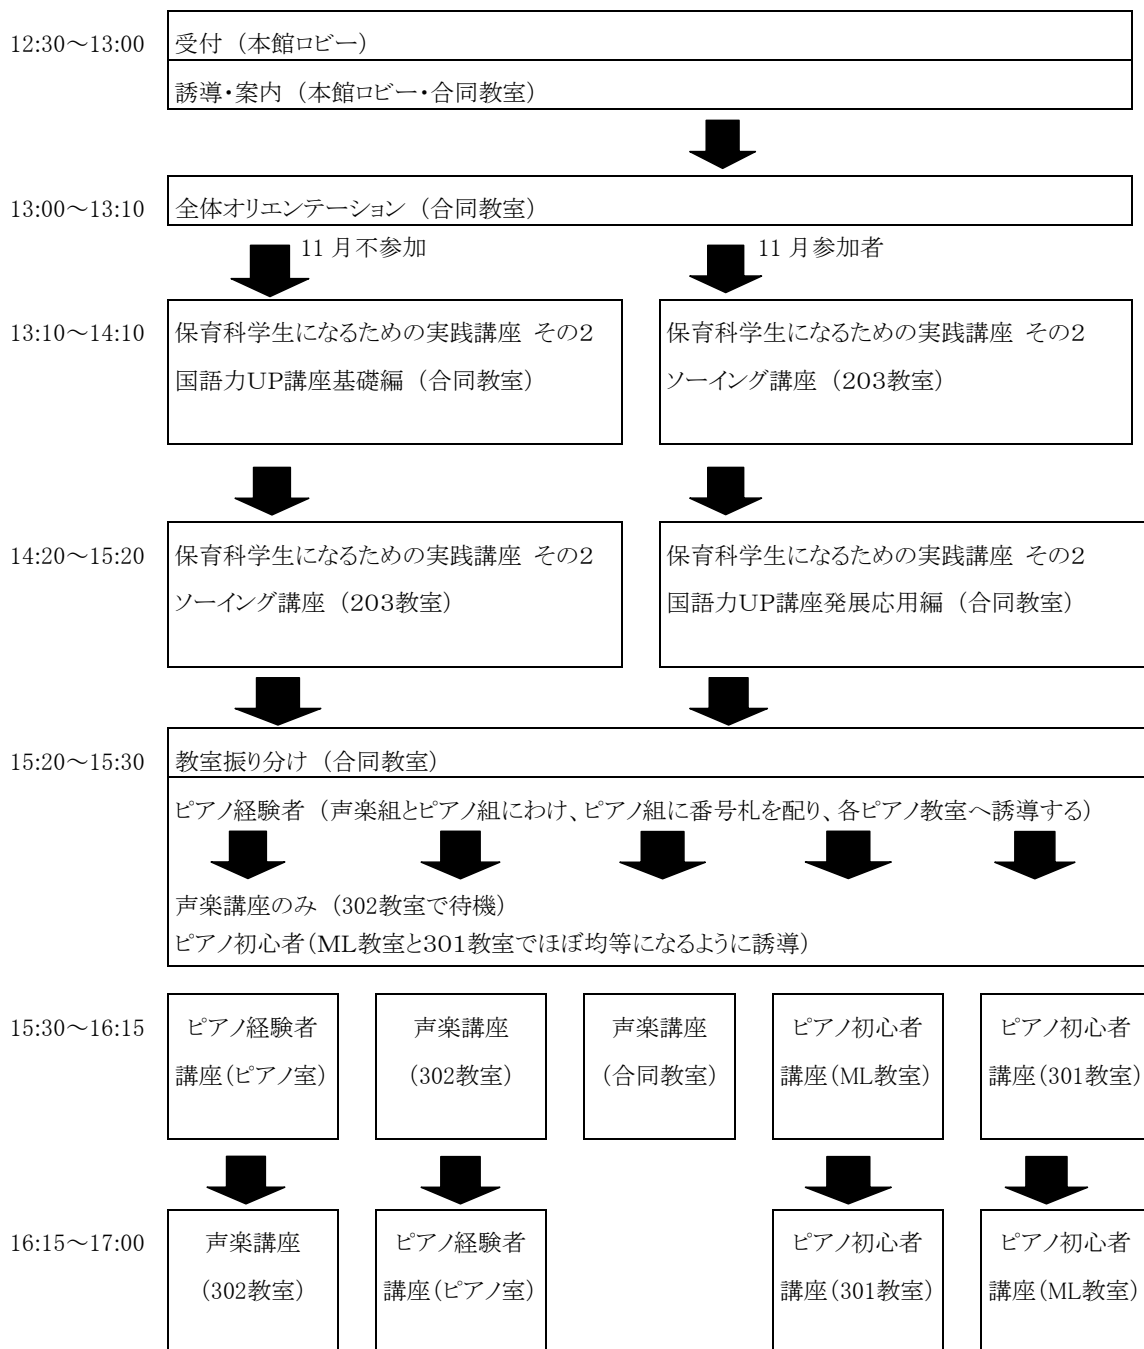 12:30～13:00
受付 （本館ロビー）
誘導・案内 （本館ロビー・合同教室）
13:00～13:10
全体オリエンテーション （合同教室）
11 月不参加
11 月参加者
13:10～14:10
保育科学生になるための実践講座 その２
国語力ＵＰ講座基礎編 （合同教室）
保育科学生になるための実践講座 その２
ソーイング講座 （２０３教室）
14:20～15:20
保育科学生になるための実践講座 その２
ソーイング講座 （２０３教室）
保育科学生になるための実践講座 その２
国語力ＵＰ講座発展応用編 （合同教室）
15:20～15:30
教室振り分け （合同教室）
ピアノ経験者 （声楽組とピアノ組にわけ、ピアノ組に番号札を配り、各ピアノ教室へ誘導する）
声楽講座のみ （302教室で待機）
ピアノ初心者（ＭＬ教室と３０１教室でほぼ均等になるように誘導）
15:30～16:15
ピアノ経験者
講座（ピアノ室）
声楽講座
（302教室）
声楽講座
（合同教室）
ピアノ初心者
講座（ML教室）
ピアノ初心者
講座（301教室）
16:15～17:00
声楽講座
（302教室）
ピアノ経験者
講座（ピアノ室）
ピアノ初心者
講座（301教室）
ピアノ初心者
講座（ML教室）